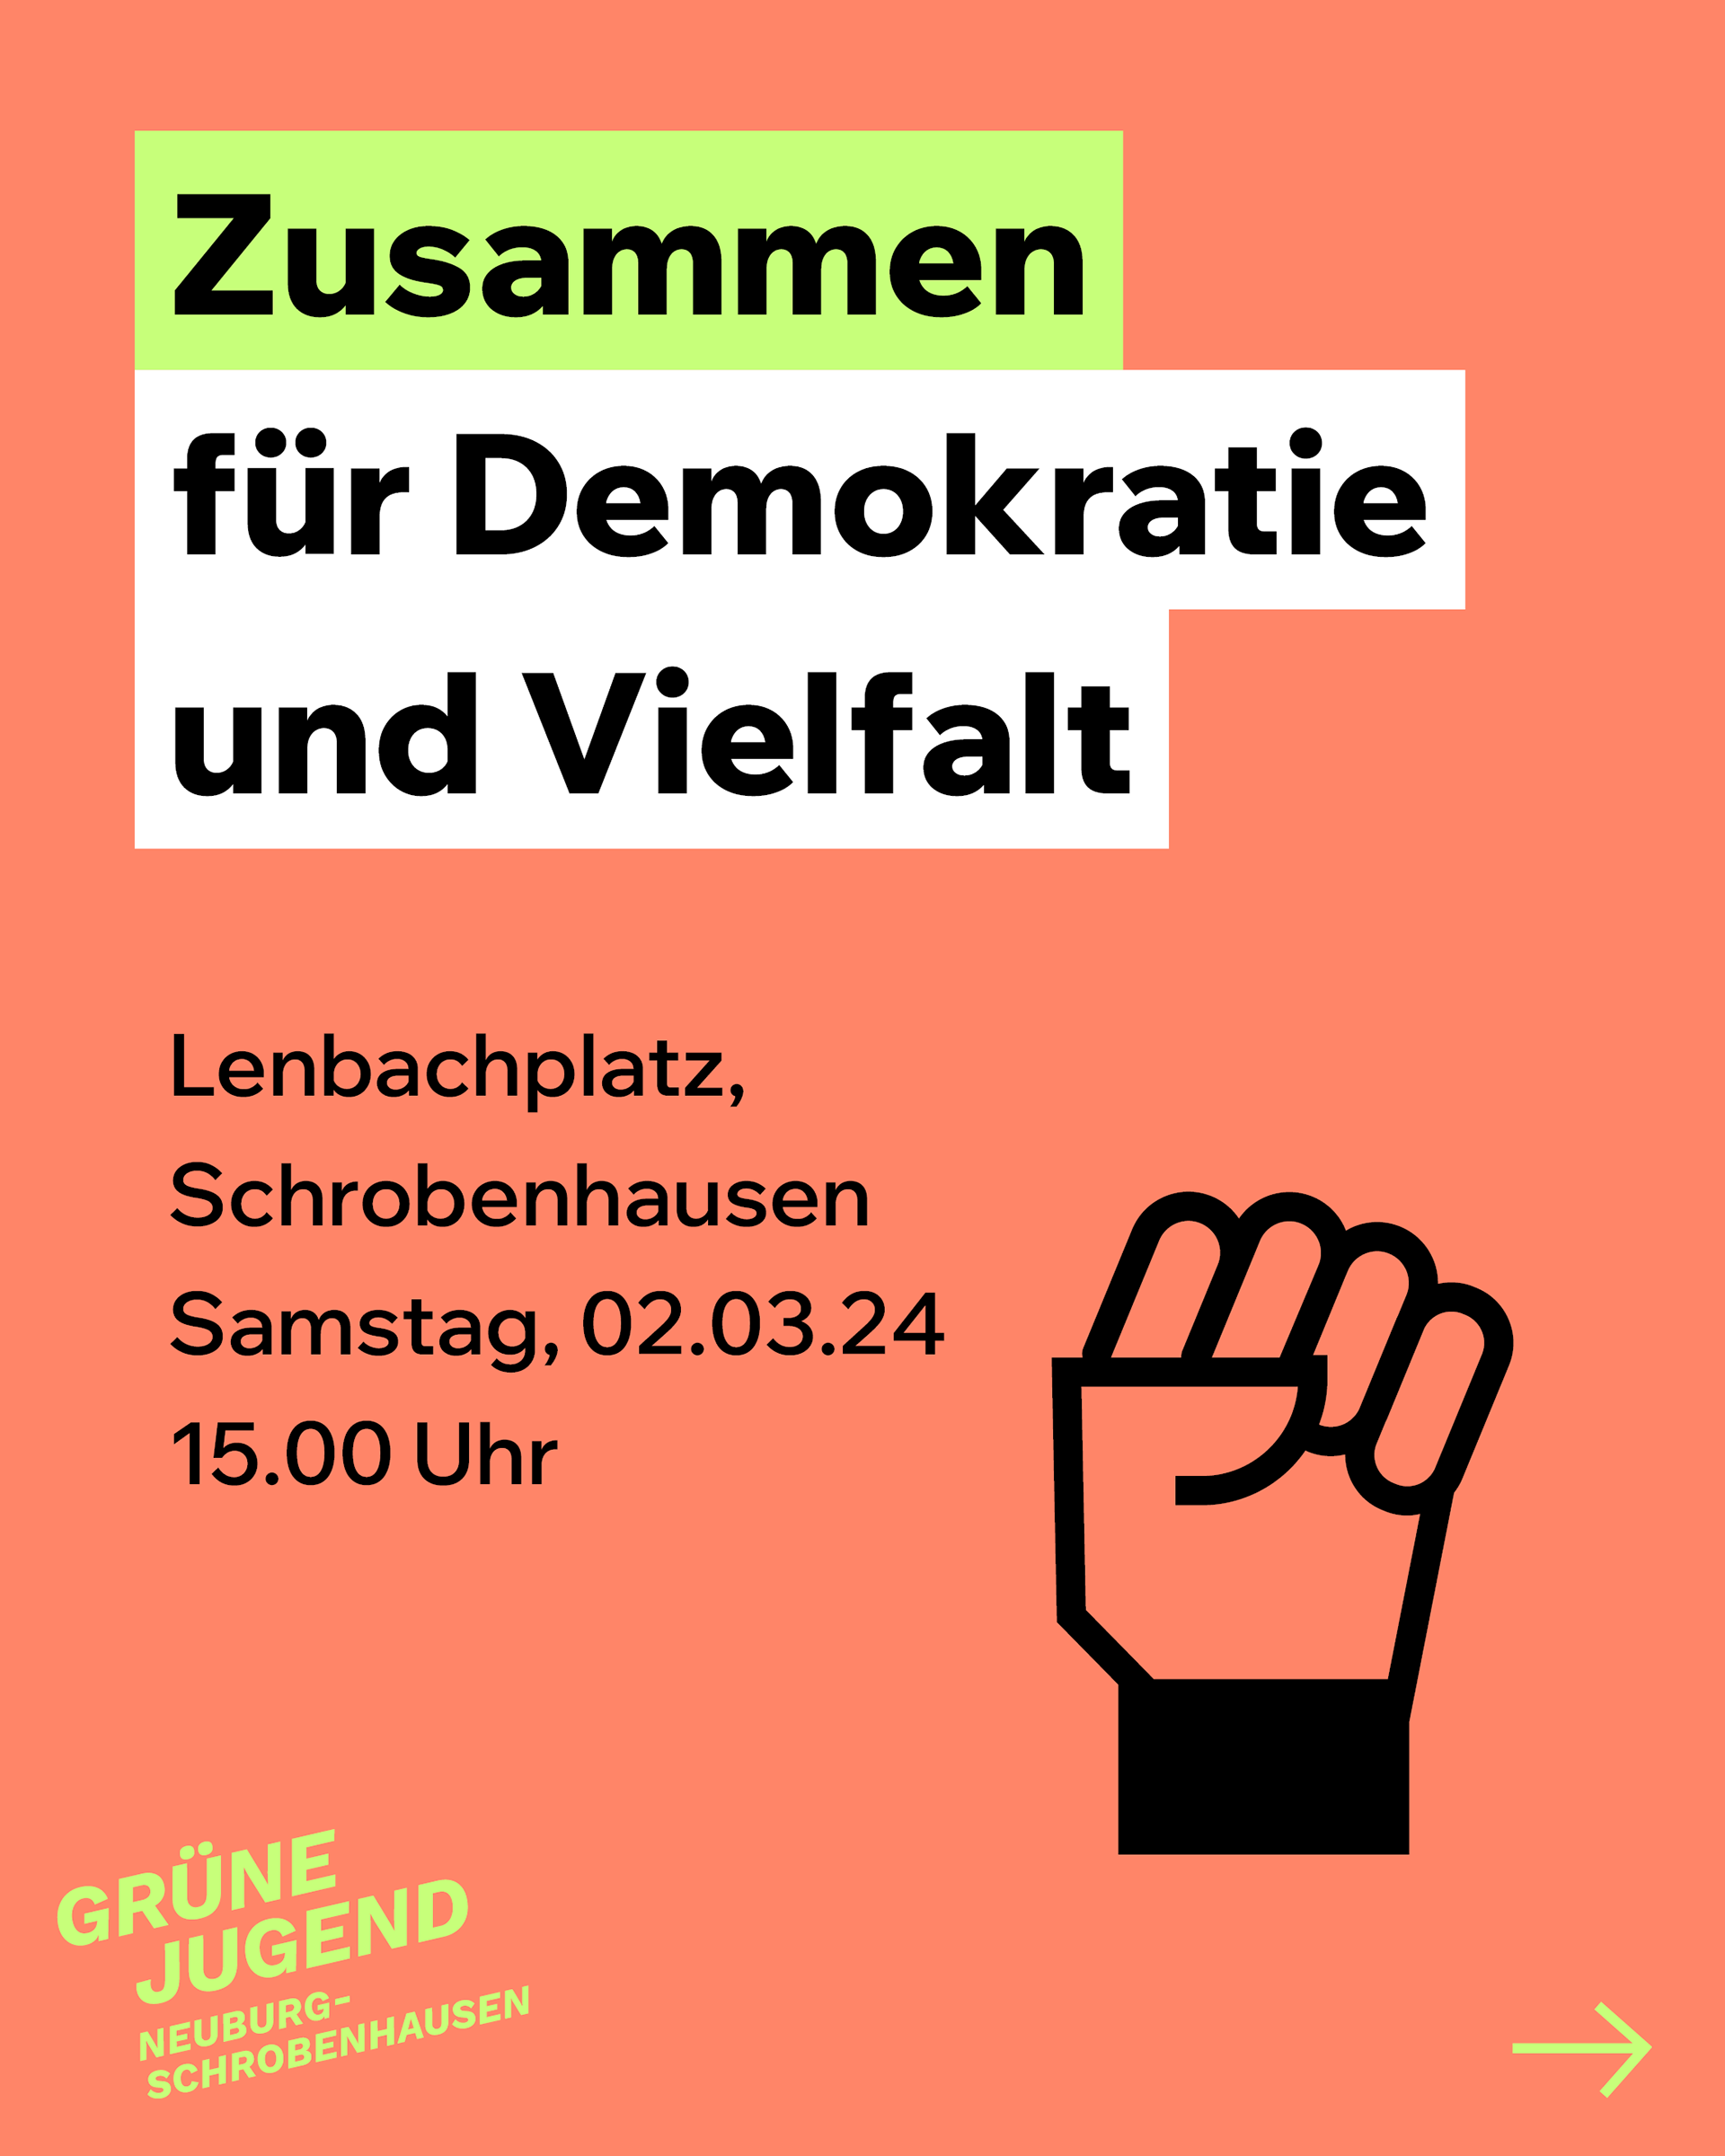 Zusammen
für Demokratie
und Vielfalt
Lenbachplatz,
Schrobenhausen
Samstag, 02.03.24
15.00 Uhr
GRÜNE
JUGEND
NEUBURG-
SCHROBENHAUSEN